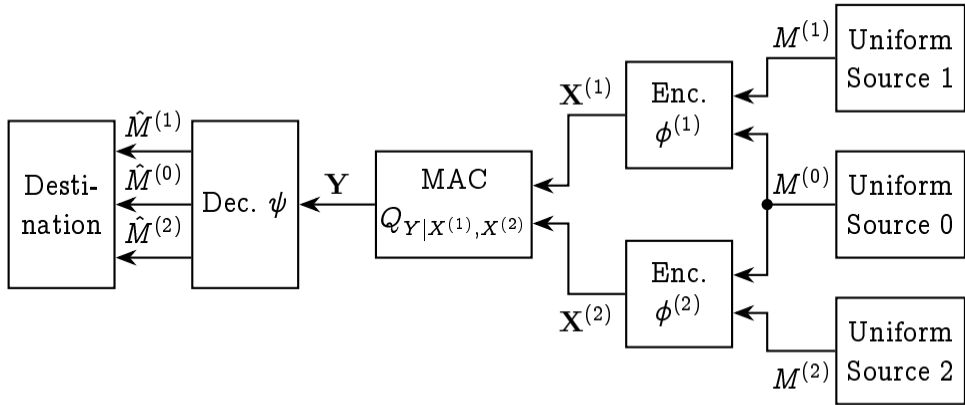 M^{(1)}
Uniform
Source 1
X^{(1)}
Enc.
ϕ^{(1)}
M̂^{(1)}
Desti-
nation
M̂^{(0)}
M̂^{(2)}
Dec. ψ
Y
MAC
Q_{Y|X^{(1)},X^{(2)}}
M^{(0)}
Uniform
Source 0
Enc.
ϕ^{(2)}
X^{(2)}
M^{(2)}
Uniform
Source 2